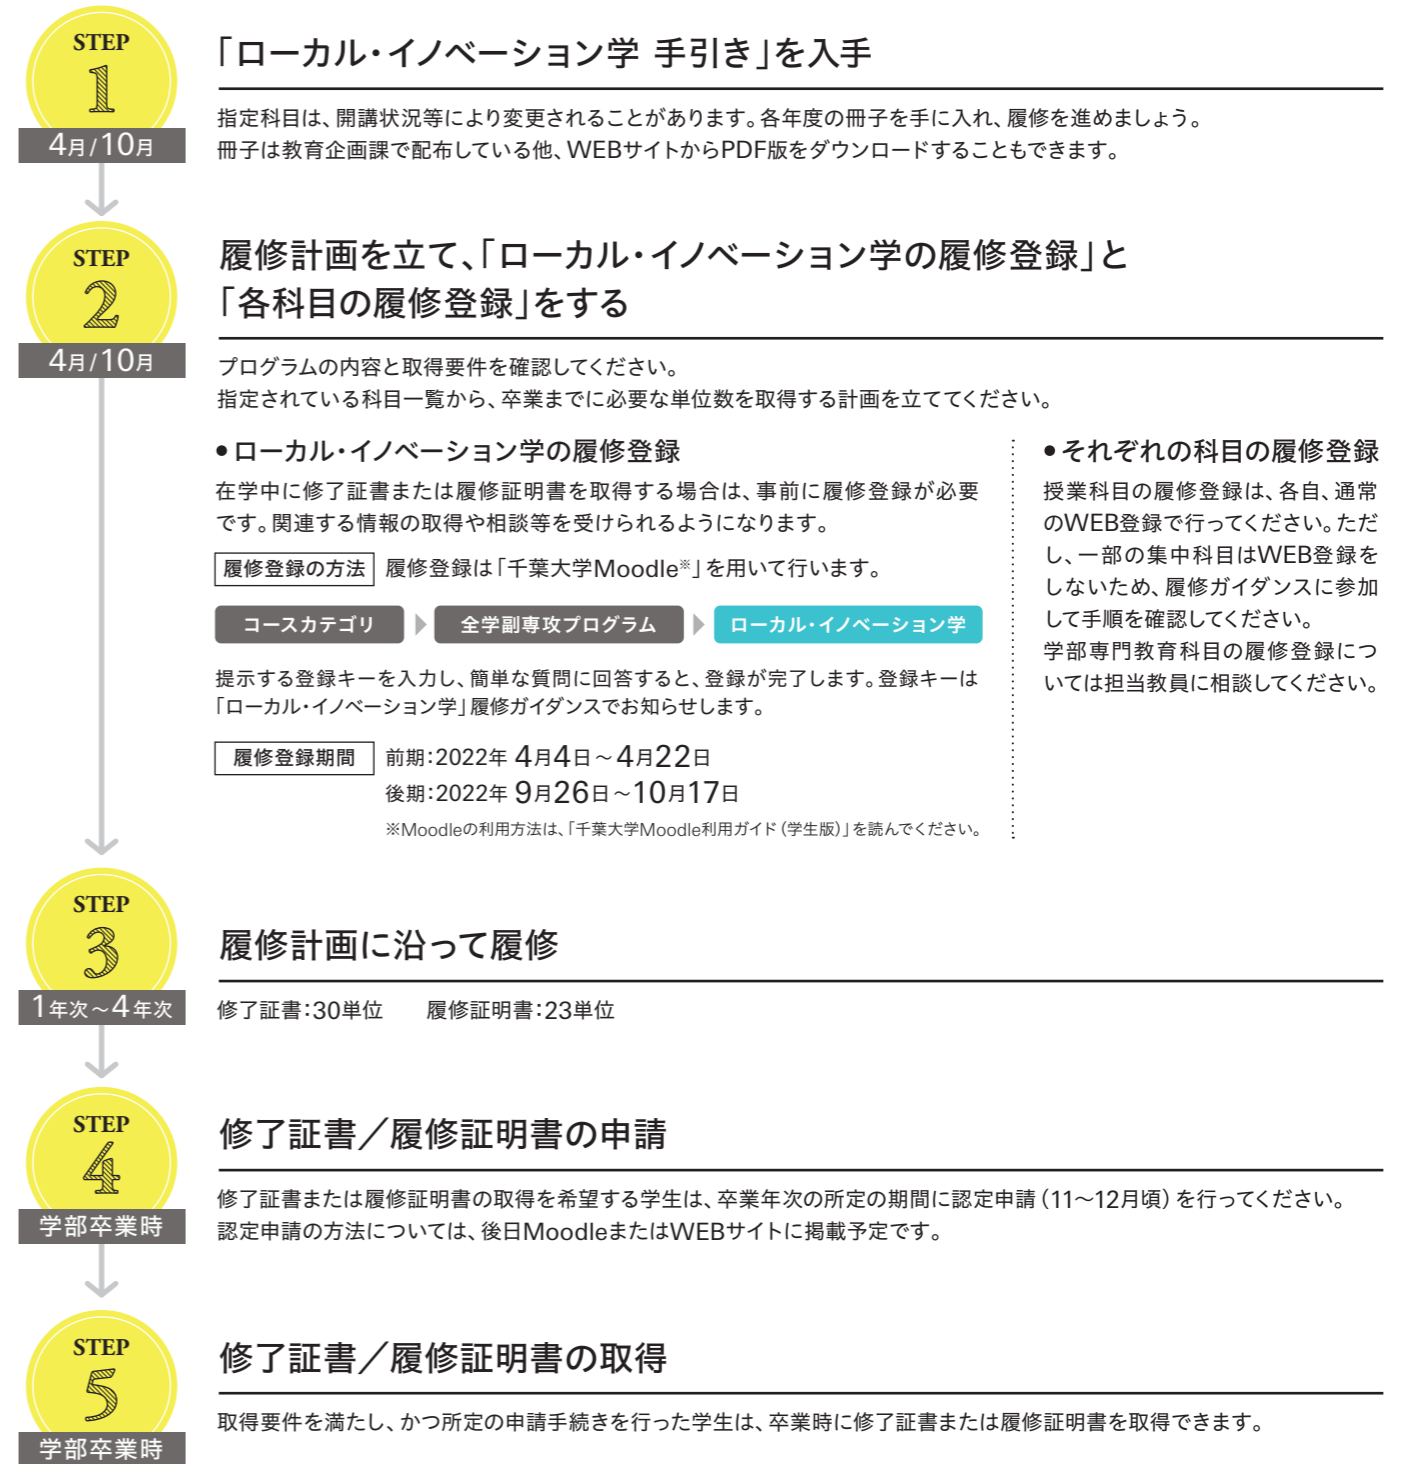 STEP
1
4月/10月
「ローカル・イノベーション学 手引き」を入手
指定科目は、開講状況等により変更されることがあります。各年度の冊子を手に入れ、履修を進めましょう。
冊子は教育企画課で配布している他、WEBサイトからPDF版をダウンロードすることもできます。
STEP
2
4月/10月
履修計画を立て、「ローカル・イノベーション学の履修登録」と
「各科目の履修登録」をする
プログラムの内容と取得要件を確認してください。
指定されている科目一覧から、卒業までに必要な単位数を取得する計画を立ててください。
●ローカル・イノベーション学の履修登録
在学中に修了証書または履修証明書を取得する場合は、事前に履修登録が必要
です。関連する情報の取得や相談等を受けられるようになります。
履修登録の方法 履修登録は「千葉大学Moodle※」を用いて行います。
コースカテゴリ 全学副専攻プログラム ローカル・イノベーション学
提示する登録キーを入力し、簡単な質問に回答すると、登録が完了します。登録キーは
「ローカル・イノベーション学」履修ガイダンスでお知らせします。
履修登録期間 前期:2022年 4月4日~4月22日
後期:2022年 9月26日~10月17日
※Moodleの利用方法は、「千葉大学Moodle利用ガイド(学生版)」を読んでください。
●それぞれの科目の履修登録
授業科目の履修登録は、各自、通常
のWEB登録で行ってください。ただ
し、一部の集中科目はWEB登録を
しないため、履修ガイダンスに参加
して手順を確認してください。
学部専門教育科目の履修登録につ
いては担当教員に相談してください。
STEP
3
1年次~4年次
履修計画に沿って履修
修了証書:30単位 履修証明書:23単位
STEP
4
学部卒業時
修了証書/履修証明書の申請
修了証書または履修証明書の取得を希望する学生は、卒業年次の所定の期間に認定申請(11~12月頃)を行ってください。
認定申請の方法については、後日MoodleまたはWEBサイトに掲載予定です。
STEP
5
学部卒業時
修了証書/履修証明書の取得
取得要件を満たし、かつ所定の申請手続きを行った学生は、卒業時に修了証書または履修証明書を取得できます。